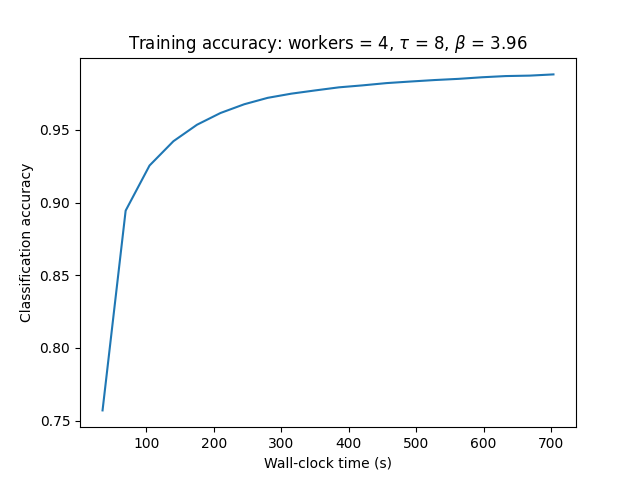 Training accuracy: workers = 4, τ = 8, β = 3.96
0.95
0.90
0.85
0.80
0.75
Classification accuracy
100 200 300 400 500 600 700
Wall-clock time (s)